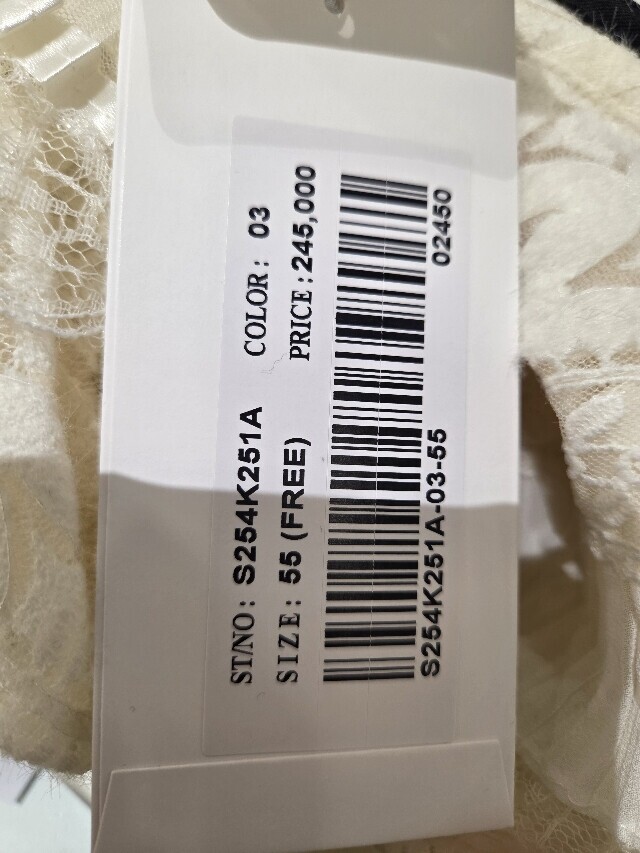 ST/NO : S254K251A COLOR : 03
SIZE : 55 (FREE) PRICE : 245,000
S254K251A-03-55 02450